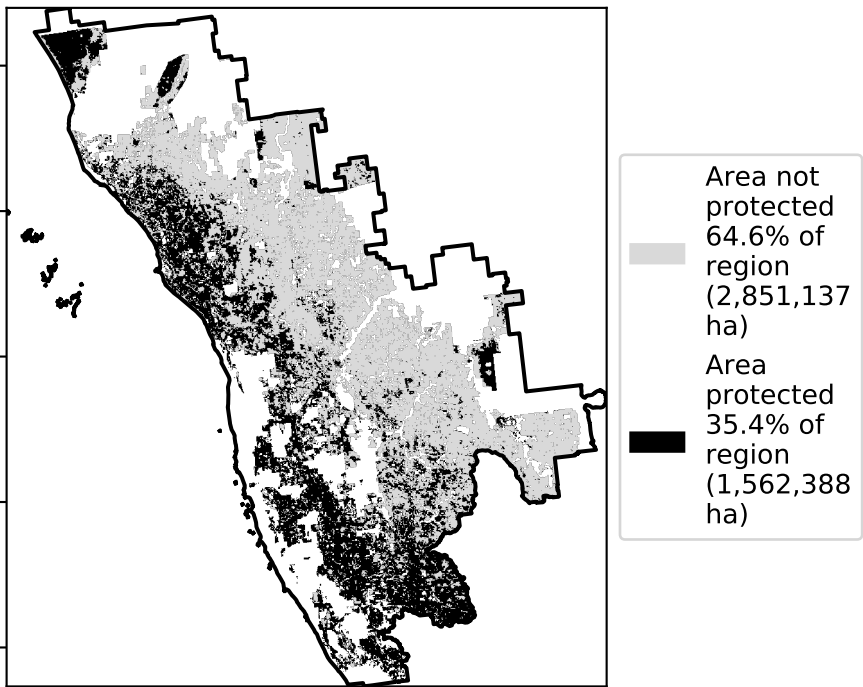 Area not
protected
64.6% of
region
(2,851,137
ha)
Area
protected
35.4% of
region
(1,562,388
ha)